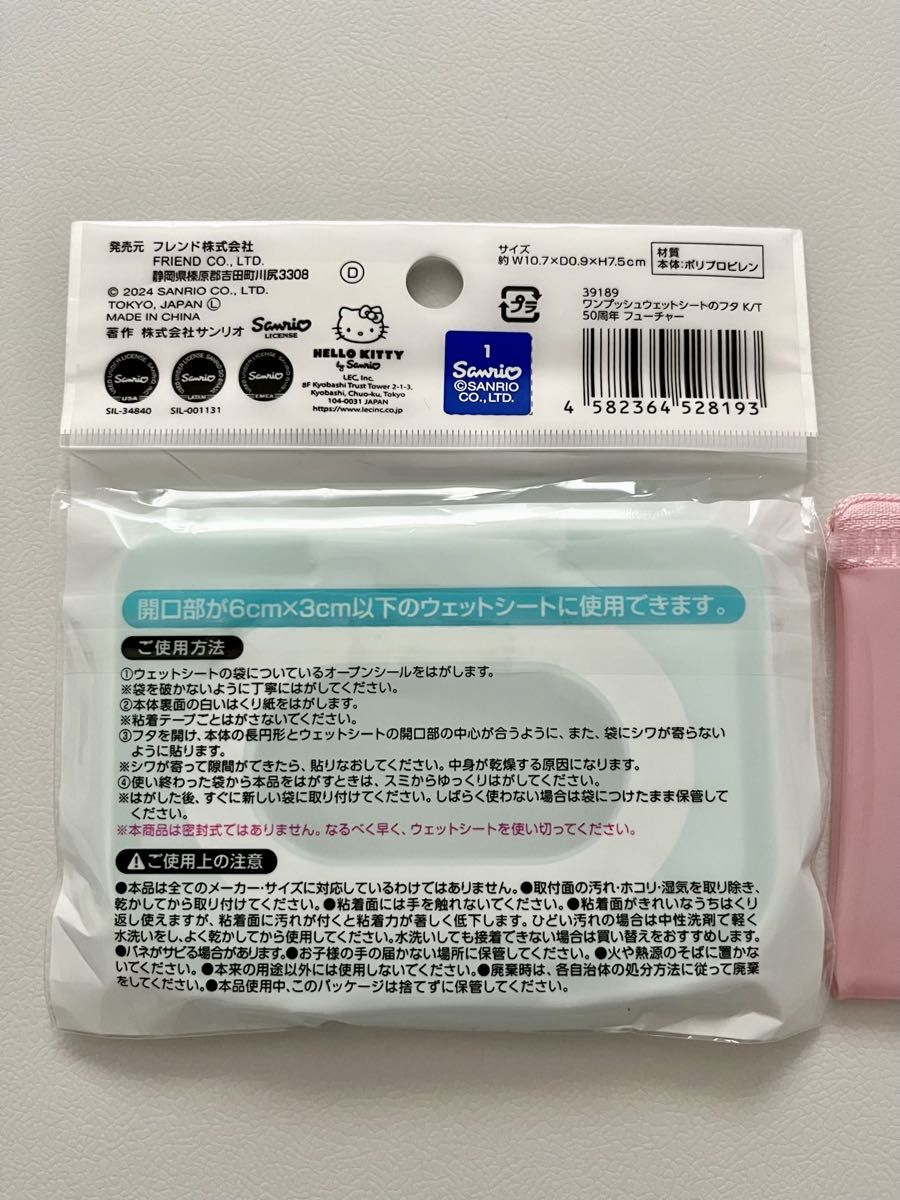 発売元 フレンド株式会社
FRIEND CO., LTD.
静岡県榛原郡吉田町川尻3308
© 2024 SANRIO CO., LTD.
TOKYO, JAPAN Ⓛ
MADE IN CHINA
著作 株式会社サンリオ
Sanrio
LICENSE
Ⓓ
HELLO KITTY
by Sanrio
LEC, Inc.
8F Kyobashi Trust Tower 2-1-3,
Kyobashi, Chuo-ku, Tokyo
104-0031 JAPAN
https://www.lecinc.co.jp
Sanrio
USA
SIL-34840
Sanrio
LATAM
SIL-001131
Sanrio
EMEA
1
Sanrio
©SANRIO
CO., LTD.
サイズ
約 W10.7×D0.9×H7.5cm
材質
本体:ポリプロピレン
プラ
39189
ワンプッシュウェットシートのフタ K/T
50周年 フューチャー
4 582364 528193
開口部が6cm×3cm以下のウェットシートに使用できます。
ご使用方法
①ウェットシートの袋についているオープンシールをはがします。
※袋を破かないように丁寧にはがしてください。
②本体裏面の白いはくり紙をはがします。
※粘着テープごとはがさないでください。
③フタを開け、本体の長円形とウェットシートの開口部の中心が合うように、また、袋にシワが寄らない
ように貼ります。
※シワが寄って隙間ができたら、貼りなおしてください。中身が乾燥する原因になります。
④使い終わった袋から本品をはがすときは、スミからゆっくりはがしてください。
※はがした後、すぐに新しい袋に取り付けてください。しばらく使わない場合は袋につけたまま保管して
ください。
※本商品は密封式ではありません。なるべく早く、ウェットシートを使い切ってください。
ご使用上の注意
●本品は全てのメーカー・サイズに対応しているわけではありません。●取付面の汚れ・ホコリ・湿気を取り除き、
乾かしてから取り付けてください。●粘着面には手を触れないでください。●粘着面がきれいなうちはくり
返し使えますが、粘着面に汚れが付くと粘着力が著しく低下します。ひどい汚れの場合は中性洗剤で軽く
水洗いをし、よく乾かしてから使用してください。水洗いしても接着できない場合は買い替えをおすすめします。
●バネがサビる場合があります。●お子様の手の届かない場所に保管してください。●火や熱源のそばに置かな
いでください。●本来の用途以外には使用しないでください。●廃棄時は、各自治体の処分方法に従って廃棄
をしてください。●本品使用中、このパッケージは捨てずに保管してください。